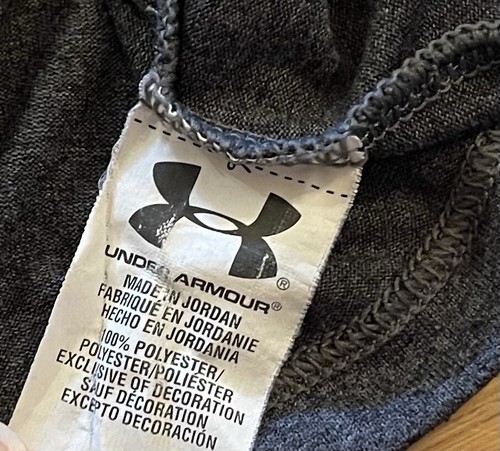 UNDER ARMOUR®
MADE IN JORDAN
FABRIQUÉ EN JORDANIE
HECHO EN JORDANIA
100% POLYESTER/
POLYESTER/POLIÉSTER
EXCLUSIVE OF DECORATION
SAUF DÉCORATION
EXCEPTO DECORACIÓN